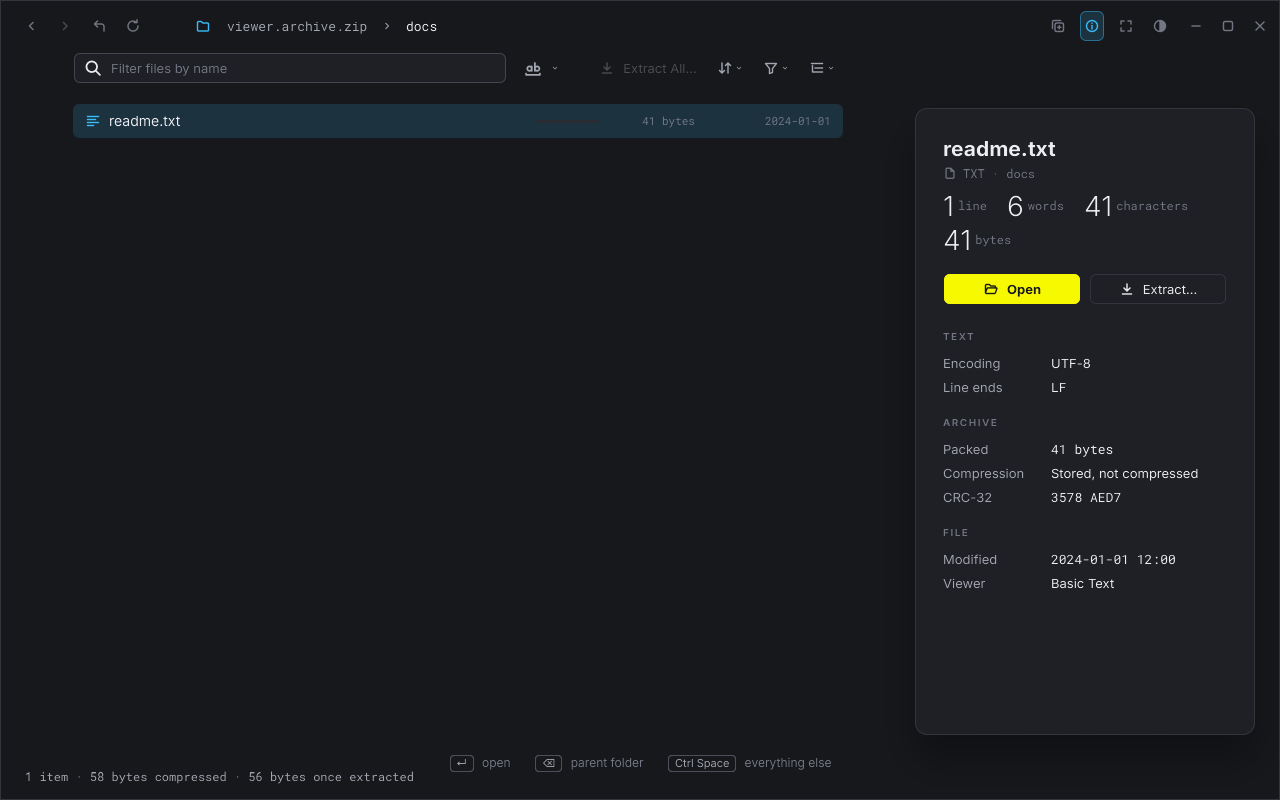 viewer.archive.zip › docs
Filter files by name
ab
Extract All...
readme.txt 41 bytes 2024-01-01
readme.txt
TXT · docs
1 line 6 words 41 characters
41 bytes
Open Extract...
TEXT
Encoding UTF-8
Line ends LF
ARCHIVE
Packed 41 bytes
Compression Stored, not compressed
CRC-32 3578 AED7
FILE
Modified 2024-01-01 12:00
Viewer Basic Text
open parent folder Ctrl Space everything else
1 item · 58 bytes compressed · 56 bytes once extracted